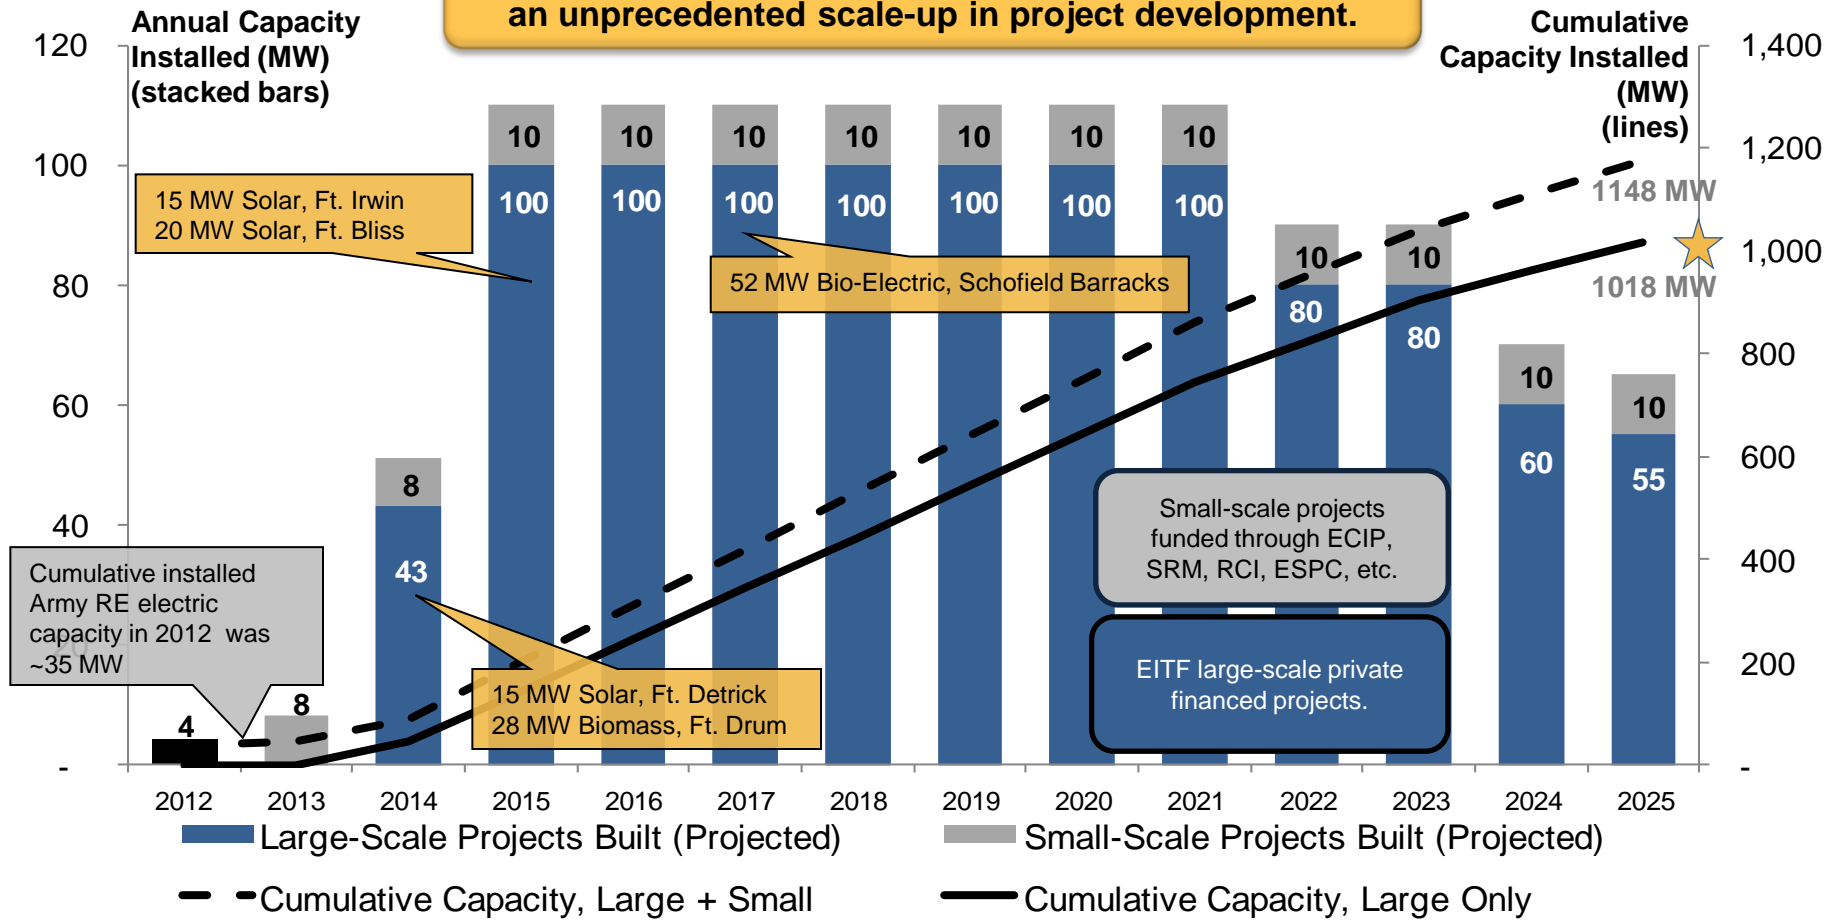 an unprecedented scale-up in project development.
Annual Capacity
Installed (MW)
(stacked bars)
Cumulative
Capacity Installed
(MW)
(lines)
120
100
80
60
40
20
-
1,400
1,200
1,000
800
600
400
200
-
15 MW Solar, Ft. Irwin
20 MW Solar, Ft. Bliss
52 MW Bio-Electric, Schofield Barracks
15 MW Solar, Ft. Detrick
28 MW Biomass, Ft. Drum
Cumulative installed
Army RE electric
capacity in 2012 was
~35 MW
Small-scale projects
funded through ECIP,
SRM, RCI, ESPC, etc.
EITF large-scale private
financed projects.
1148 MW
1018 MW
4
8
8
43
10
100
10
100
10
100
10
100
10
100
10
100
10
100
10
80
10
80
10
60
10
55
2012 2013 2014 2015 2016 2017 2018 2019 2020 2021 2022 2023 2024 2025
Large-Scale Projects Built (Projected)
Small-Scale Projects Built (Projected)
Cumulative Capacity, Large + Small
Cumulative Capacity, Large Only